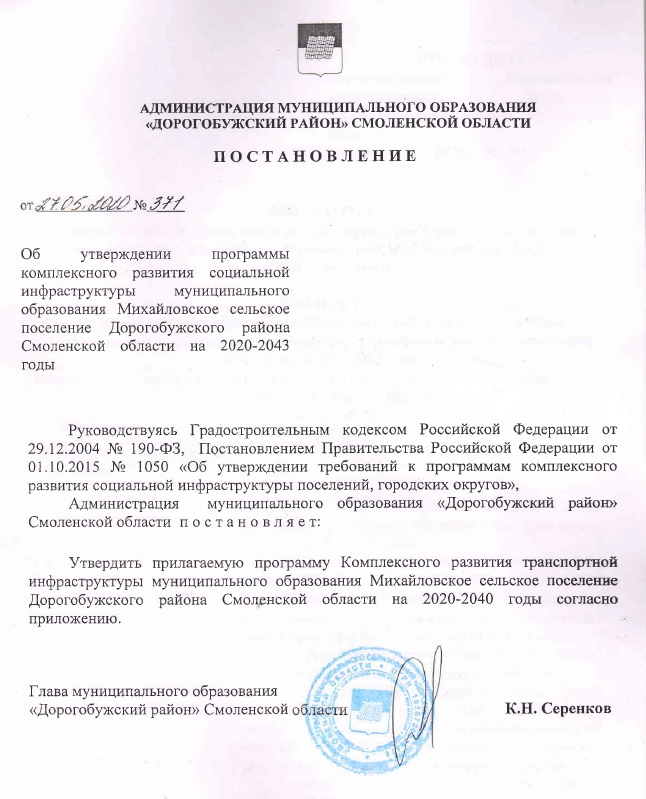 АДМИНИСТРАЦИЯ МУНИЦИПАЛЬНОГО ОБРАЗОВАНИЯ
«ДОРОГОБУЖСКИЙ РАЙОН» СМОЛЕНСКОЙ ОБЛАСТИ
П О С Т А Н О В Л Е Н И Е
от 27.05.2020 № 371
Об утверждении программы
комплексного развития социальной
инфраструктуры муниципального
образования Михайловское сельское
поселение Дорогобужского района
Смоленской области на 2020-2043
годы
Руководствуясь Градостроительным кодексом Российской Федерации от
29.12.2004 № 190-ФЗ, Постановлением Правительства Российской Федерации от
01.10.2015 № 1050 «Об утверждении требований к программам комплексного
развития социальной инфраструктуры поселений, городских округов»,
Администрация муниципального образования «Дорогобужский район»
Смоленской области п о с т а н о в л я е т:
Утвердить прилагаемую программу Комплексного развития транспортной
инфраструктуры муниципального образования Михайловское сельское поселение
Дорогобужского района Смоленской области на 2020-2040 годы согласно
приложению.
Глава муниципального образования
«Дорогобужский район» Смоленской области К.Н. Серенков